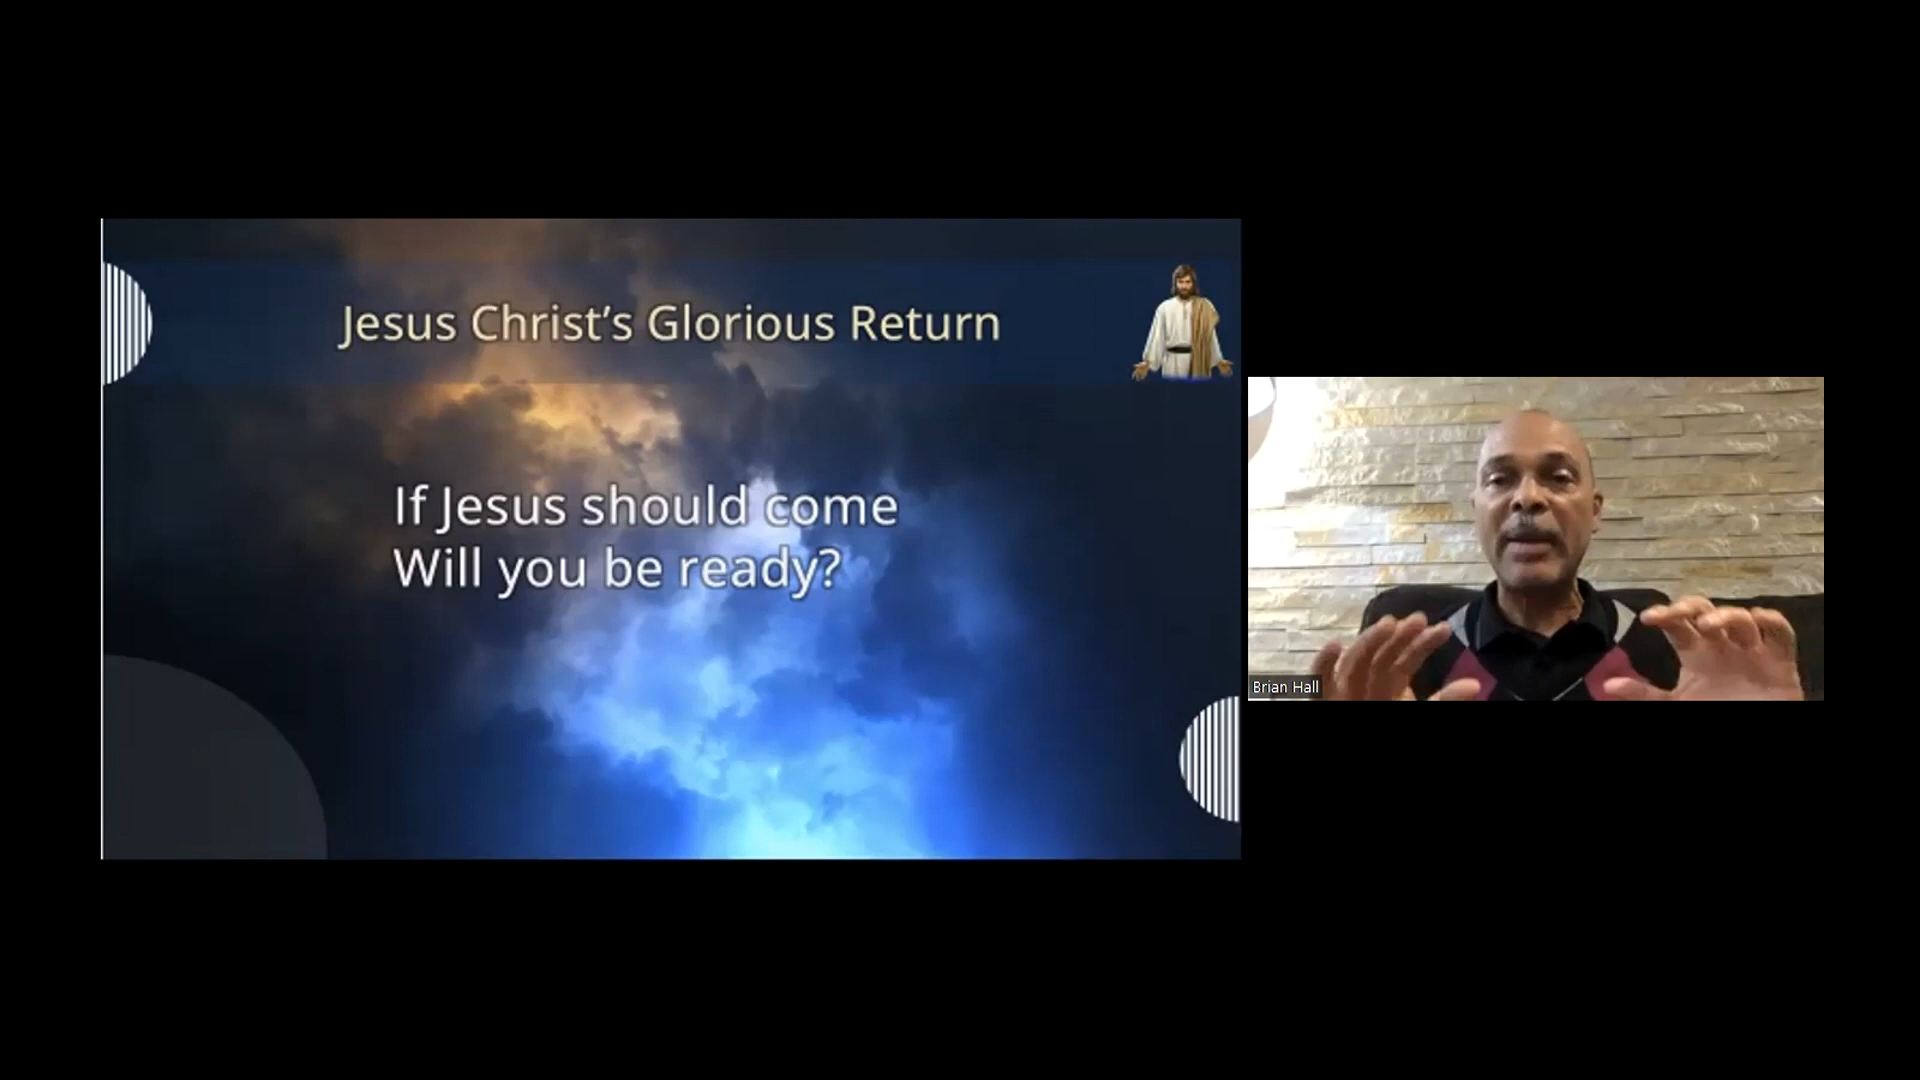 Jesus Christ’s Glorious Return
If Jesus should come
Will you be ready?
Brian Hall